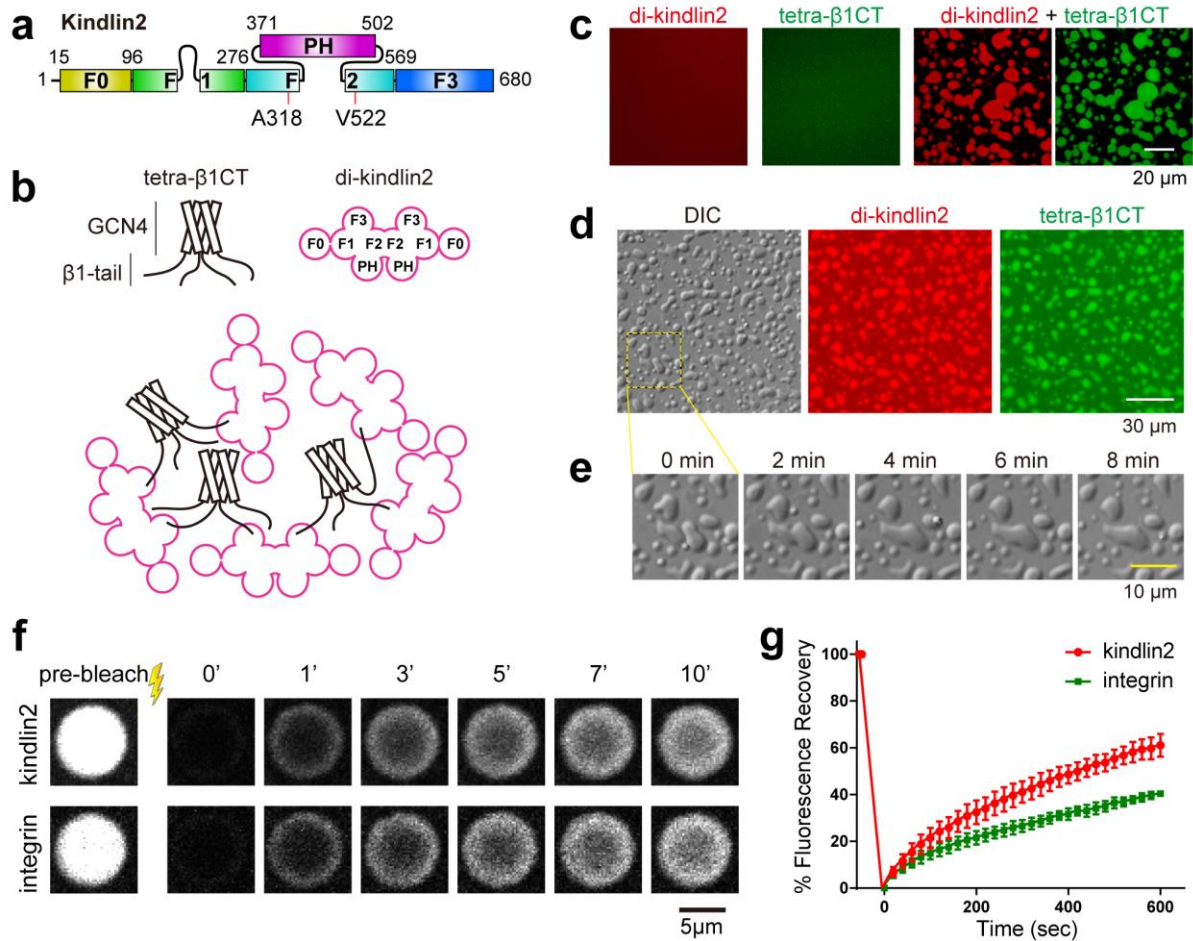 a
Kindlin2
371
502
PH
15
96
276
569
1
F0
F
1
F
2
F3
680
A318
V522
b
tetra-β1CT
di-kindlin2
GCN4
β1-tail
F3
F3
F0
F1
F2
F2
F1
F0
PH
PH
c
di-kindlin2
tetra-β1CT
di-kindlin2 + tetra-β1CT
20 μm
d
DIC
di-kindlin2
tetra-β1CT
30 μm
e
0 min
2 min
4 min
6 min
8 min
10 μm
f
pre-bleach
0’
1’
3’
5’
7’
10’
kindlin2
integrin
5μm
g
kindlin2
integrin
% Fluorescence Recovery
100
80
60
40
20
0
0
200
400
600
Time (sec)